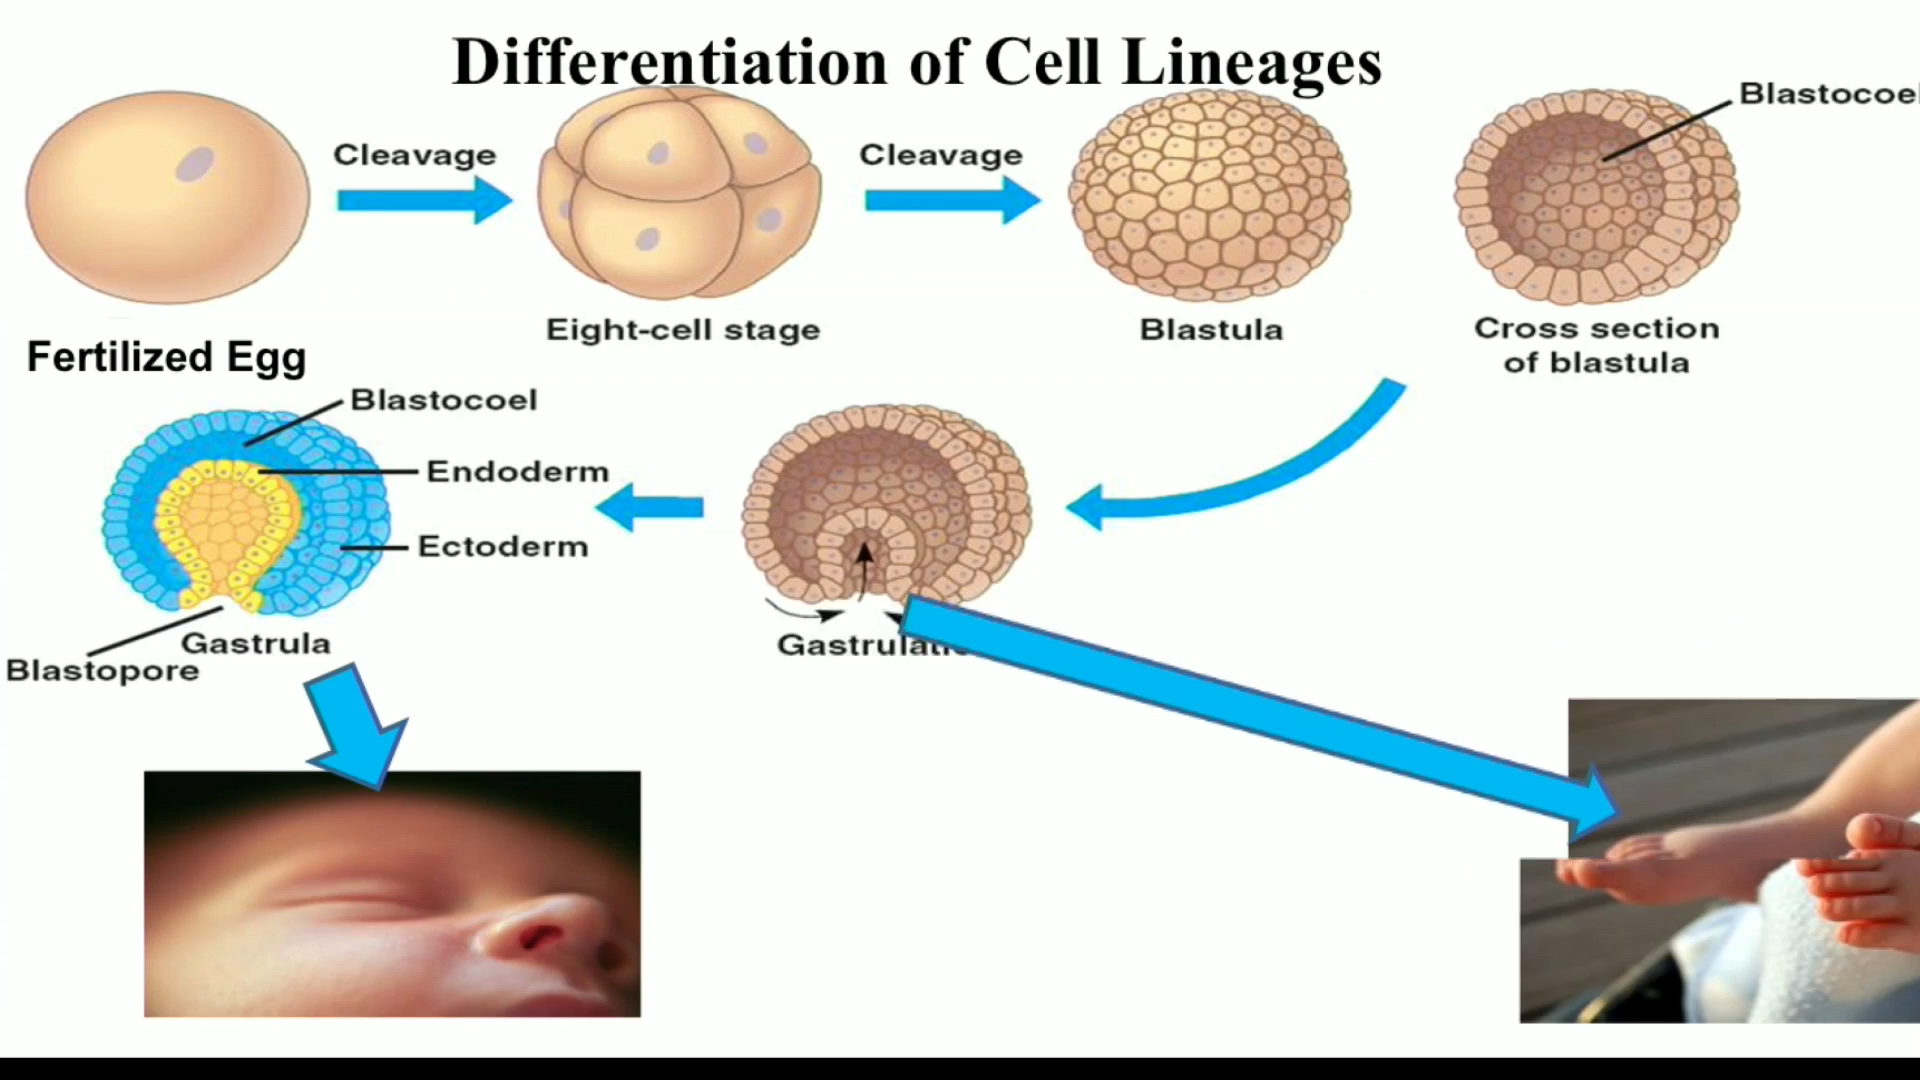 Differentiation of Cell Lineages
Blastocoel
Cleavage
Cleavage
Eight-cell stage
Blastula
Cross section
of blastula
Fertilized Egg
Blastocoel
Endoderm
Ectoderm
Gastrula
Blastopore